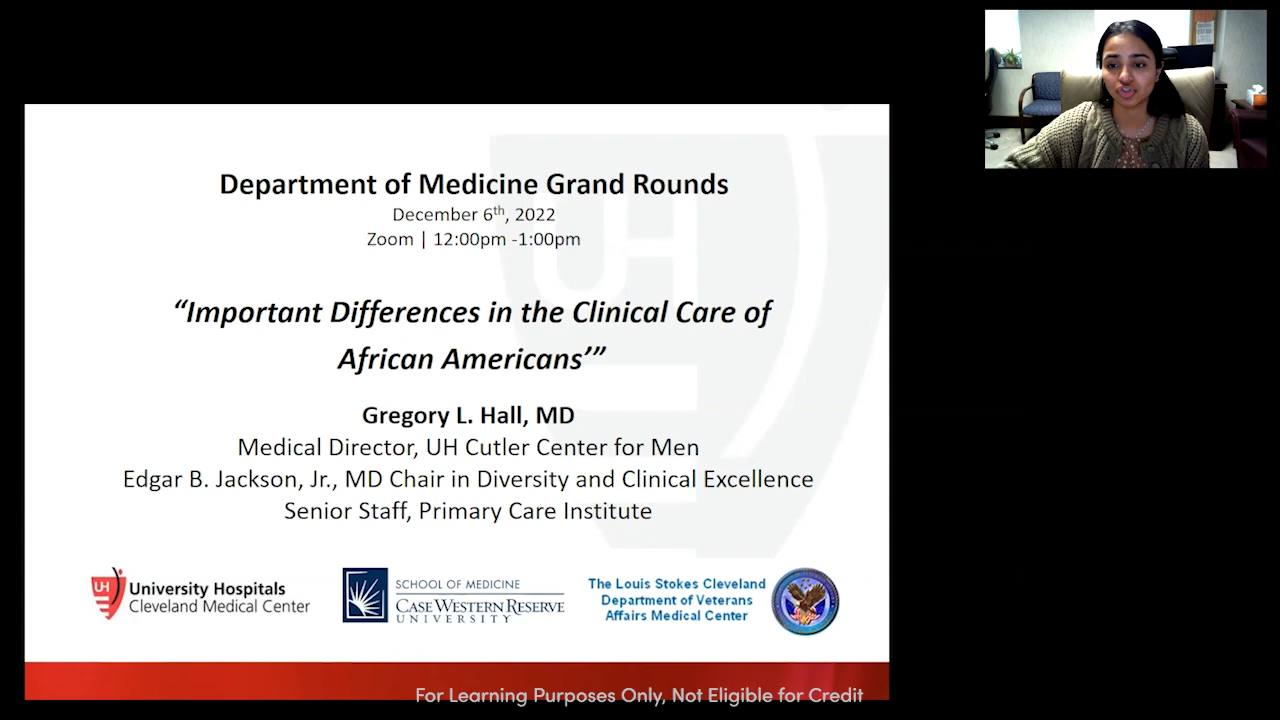 Department of Medicine Grand Rounds
December 6th, 2022
Zoom | 12:00pm -1:00pm
“Important Differences in the Clinical Care of
African Americans’”
Gregory L. Hall, MD
Medical Director, UH Cutler Center for Men
Edgar B. Jackson, Jr., MD Chair in Diversity and Clinical Excellence
Senior Staff, Primary Care Institute
UH
University Hospitals
Cleveland Medical Center
SCHOOL OF MEDICINE
CASE WESTERN RESERVE
UNIVERSITY
The Louis Stokes Cleveland
Department of Veterans
Affairs Medical Center
For Learning Purposes Only, Not Eligible for Credit